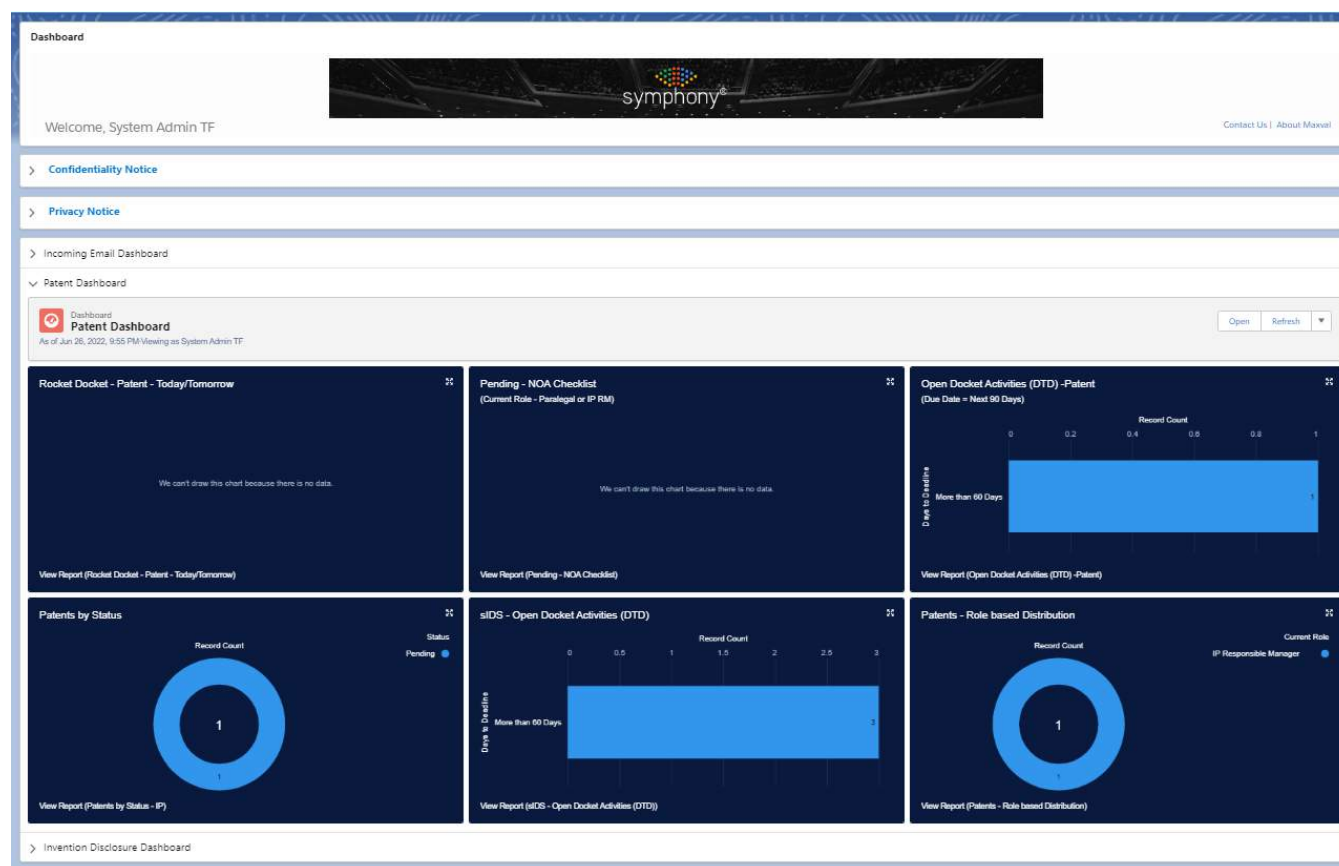 Dashboard
symphony®
Welcome, System Admin TF
Contact Us | About Maxval
Confidentiality Notice
Privacy Notice
Incoming Email Dashboard
Patent Dashboard
Dashboard
Patent Dashboard
As of Jun 26, 2022, 9:55 PM·Viewing as System Admin TF
Open
Refresh
Rocket Docket - Patent - Today/Tomorrow
We can't draw this chart because there is no data.
View Report (Rocket Docket - Patent - Today/Tomorrow)
Pending - NOA Checklist
(Current Role - Paralegal or IP RM)
We can't draw this chart because there is no data.
View Report (Pending - NOA Checklist)
Open Docket Activities (DTD) -Patent
(Due Date = Next 90 Days)
Record Count
0 0.2 0.4 0.6 0.8 1
Days to Deadline
More than 60 Days
1
View Report (Open Docket Activities (DTD) -Patent)
Patents by Status
Record Count
Status
Pending
1
1
View Report (Patents by Status - IP)
sIDS - Open Docket Activities (DTD)
Record Count
0 0.5 1 1.5 2 2.5 3
Days to Deadline
More than 60 Days
3
View Report (sIDS - Open Docket Activities (DTD))
Patents - Role based Distribution
Record Count
Current Role
IP Responsible Manager
1
1
View Report (Patents - Role based Distribution)
Invention Disclosure Dashboard